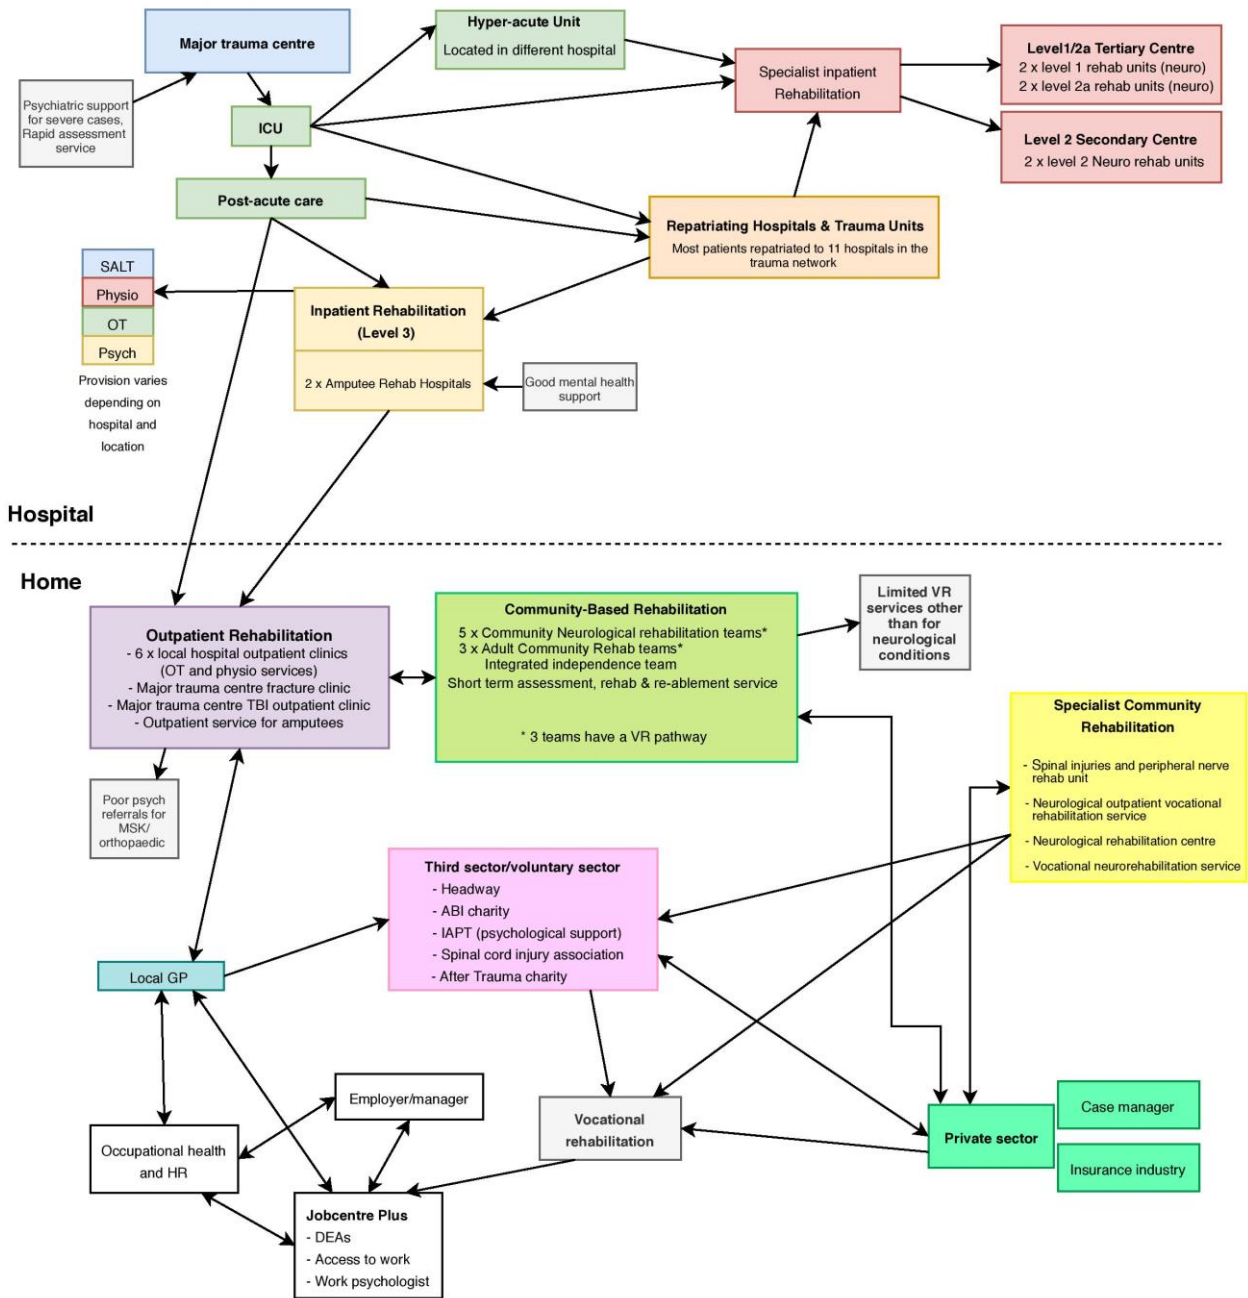 Major trauma centre
Hyper-acute Unit
Located in different hospital
Psychiatric support
for severe cases,
Rapid assessment
service
ICU
Specialist inpatient
Rehabilitation
Level1/2a Tertiary Centre
2 x level 1 rehab units (neuro)
2 x level 2a rehab units (neuro)
Level 2 Secondary Centre
2 x level 2 Neuro rehab units
Post-acute care
Repatriating Hospitals & Trauma Units
Most patients repatriated to 11 hospitals in the
trauma network
SALT
Physio
OT
Psych
Provision varies
depending on
hospital and
location
Inpatient Rehabilitation
(Level 3)
2 x Amputee Rehab Hospitals
Good mental health
support
Hospital
Home
Outpatient Rehabilitation
- 6 x local hospital outpatient clinics
(OT and physio services)
- Major trauma centre fracture clinic
- Major trauma centre TBI outpatient clinic
- Outpatient service for amputees
Community-Based Rehabilitation
5 x Community Neurological rehabilitation teams*
3 x Adult Community Rehab teams*
Integrated independence team
Short term assessment, rehab & re-ablement service
* 3 teams have a VR pathway
Limited VR
services other
than for
neurological
conditions
Specialist Community
Rehabilitation
- Spinal injuries and peripheral nerve
rehab unit
- Neurological outpatient vocational
rehabilitation service
- Neurological rehabilitation centre
- Vocational neurorehabilitation service
Poor psych
referrals for
MSK/
orthopaedic
Third sector/voluntary sector
- Headway
- ABI charity
- IAPT (psychological support)
- Spinal cord injury association
- After Trauma charity
Local GP
Employer/manager
Occupational health
and HR
Vocational
rehabilitation
Private sector
Case manager
Insurance industry
Jobcentre Plus
- DEAs
- Access to work
- Work psychologist